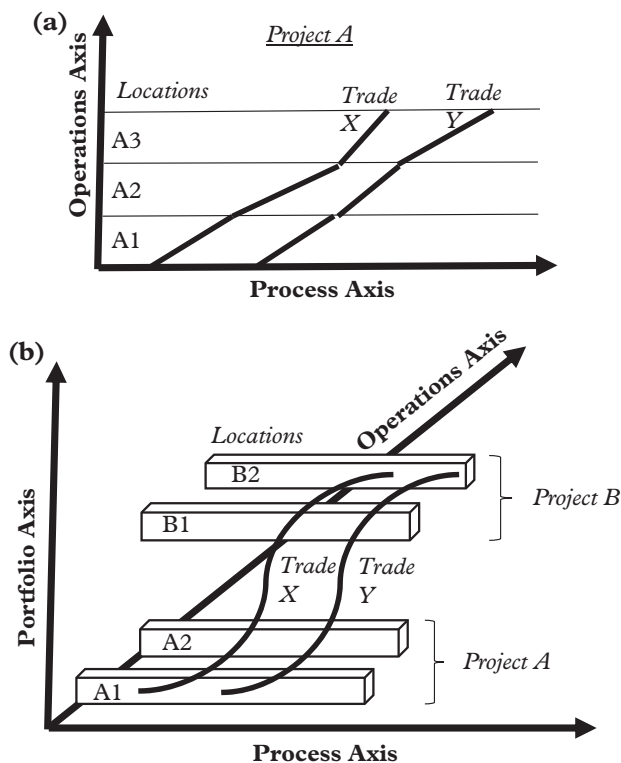 (a)
Project A
Operations Axis
Locations
Trade
X
Trade
Y
A3
A2
A1
Process Axis
(b)
Portfolio Axis
Operations Axis
Locations
B2
B1
Project B
Trade
X
Trade
Y
A2
A1
Project A
Process Axis